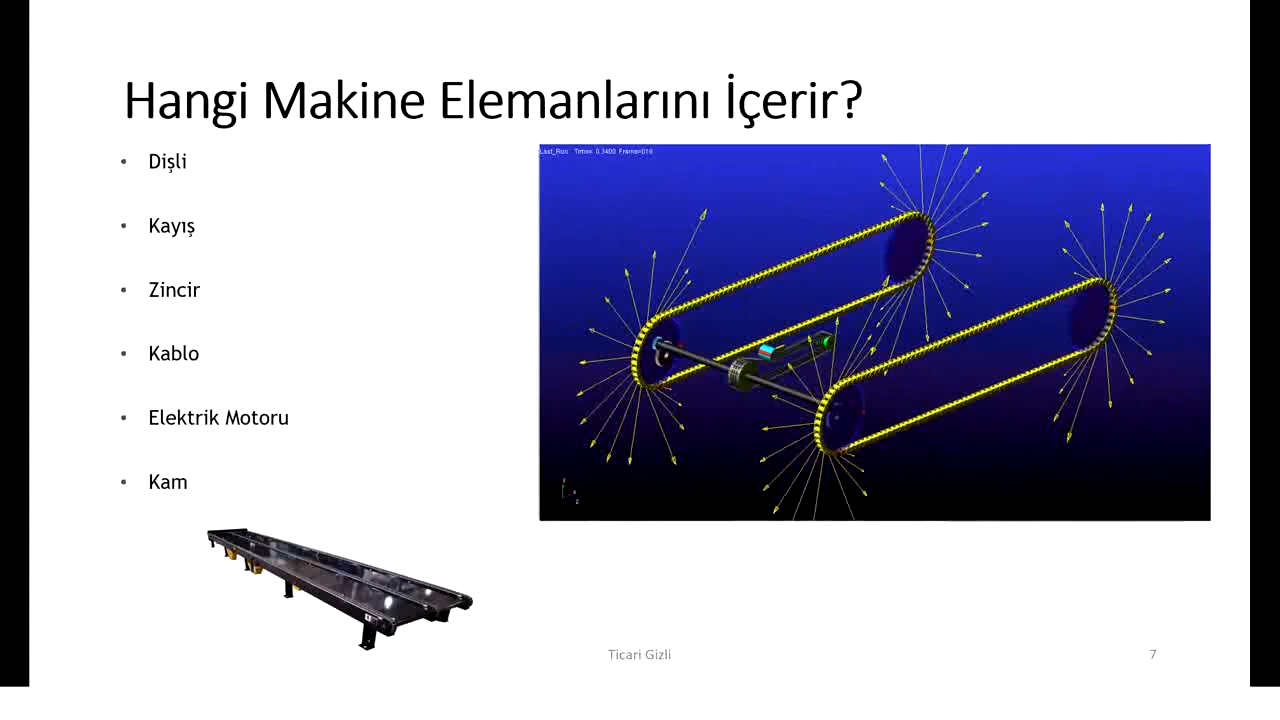 Hangi Makine Elemanlarını İçerir?
• Dişli
• Kayış
• Zincir
• Kablo
• Elektrik Motoru
• Kam
Last_Run Time= 0.3400 Frame=016
Ticari Gizli
7